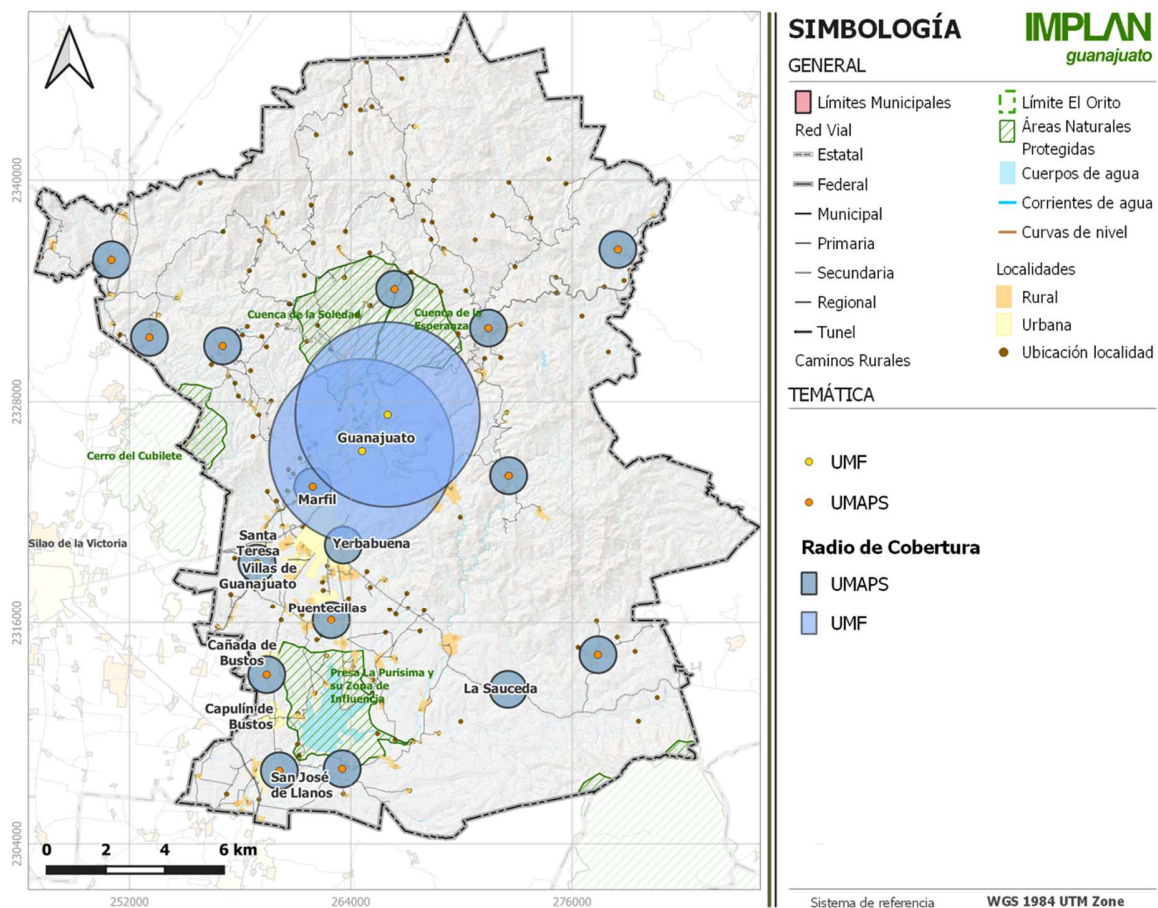 SIMBOLOGÍA
IMPLAN
guanajuato
GENERAL
Límites Municipales
Red Vial
Estatal
Federal
Municipal
Primaria
Secundaria
Regional
Tunel
Caminos Rurales
Límite El Orito
Áreas Naturales
Protegidas
Cuerpos de agua
Corrientes de agua
Curvas de nivel
Localidades
Rural
Urbana
Ubicación localidad
TEMÁTICA
UMF
UMAPS
Radio de Cobertura
UMAPS
UMF
Sistema de referencia
WGS 1984 UTM Zone
2340000
2328000
2316000
2304000
252000
264000
276000
0 2 4 6 km
Cuenca de la Soledad
Cuenca de la
Esperanza
Cerro del Cubilete
Guanajuato
Marfil
Silao de la Victoria
Santa
Teresa
Yerbabuena
Villas de
Guanajuato
Puentecillas
Cañada de
Bustos
Presa La Purisima y
su Zona de
Influencia
La Sauceda
Capulín de
Bustos
San José
de Llanos